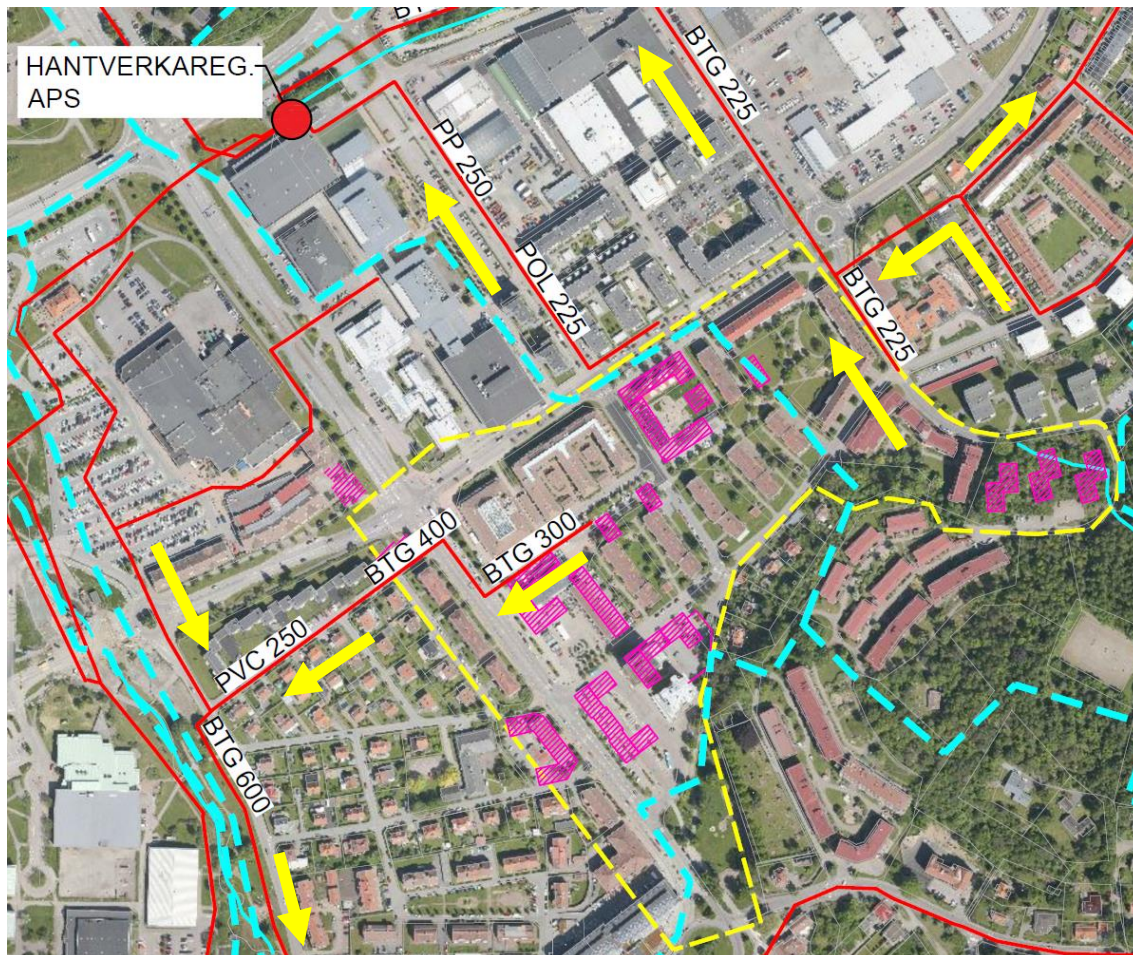 HANTVERKAREG.
APS
PP 250
POL 225
BTG 225
BTG 225
BTG 400
BTG 300
PVC 250
BTG 600